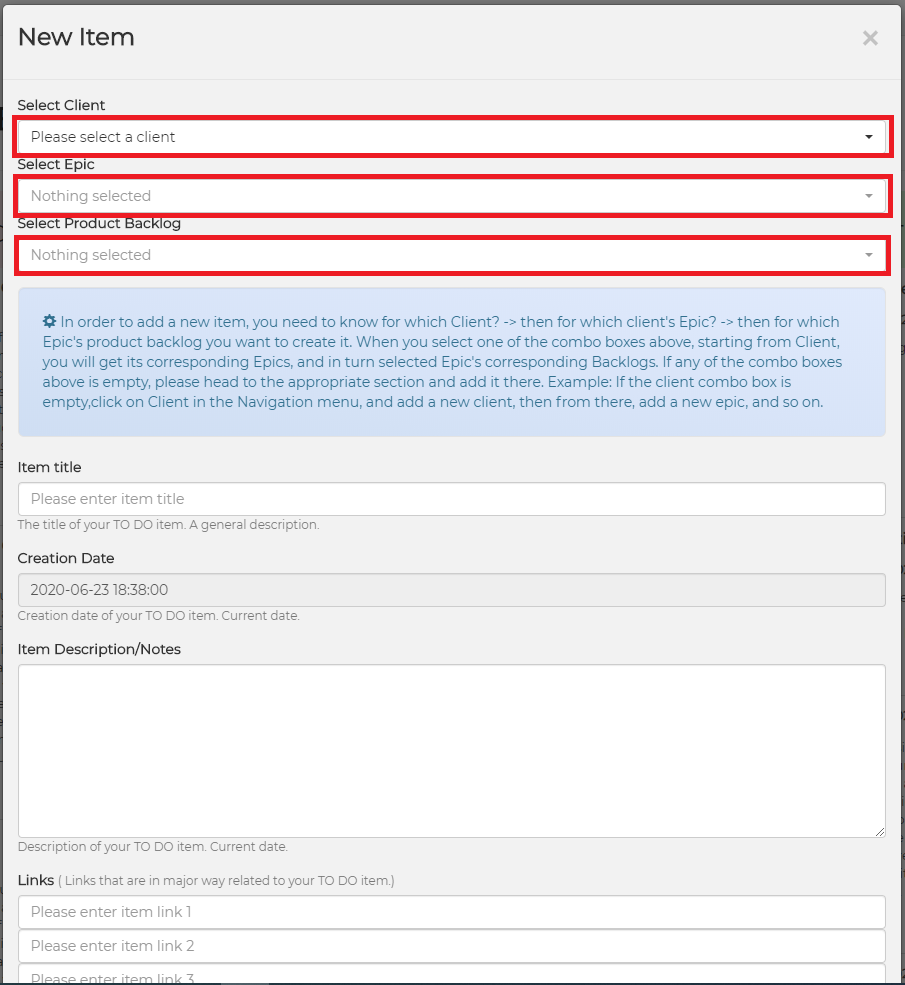 New Item
×
Select Client
Please select a client
Select Epic
Nothing selected
Select Product Backlog
Nothing selected
In order to add a new item, you need to know for which Client? -> then for which client's Epic? -> then for which
Epic's product backlog you want to create it. When you select one of the combo boxes above, starting from Client,
you will get its corresponding Epics, and in turn selected Epic's corresponding Backlogs. If any of the combo boxes
above is empty, please head to the appropriate section and add it there. Example: If the client combo box is
empty,click on Client in the Navigation menu, and add a new client, then from there, add a new epic, and so on.
Item title
Please enter item title
The title of your TO DO item. A general description.
Creation Date
2020-06-23 18:38:00
Creation date of your TO DO item. Current date.
Item Description/Notes
Description of your TO DO item. Current date.
Links ( Links that are in major way related to your TO DO item.)
Please enter item link 1
Please enter item link 2
Please enter item link 3